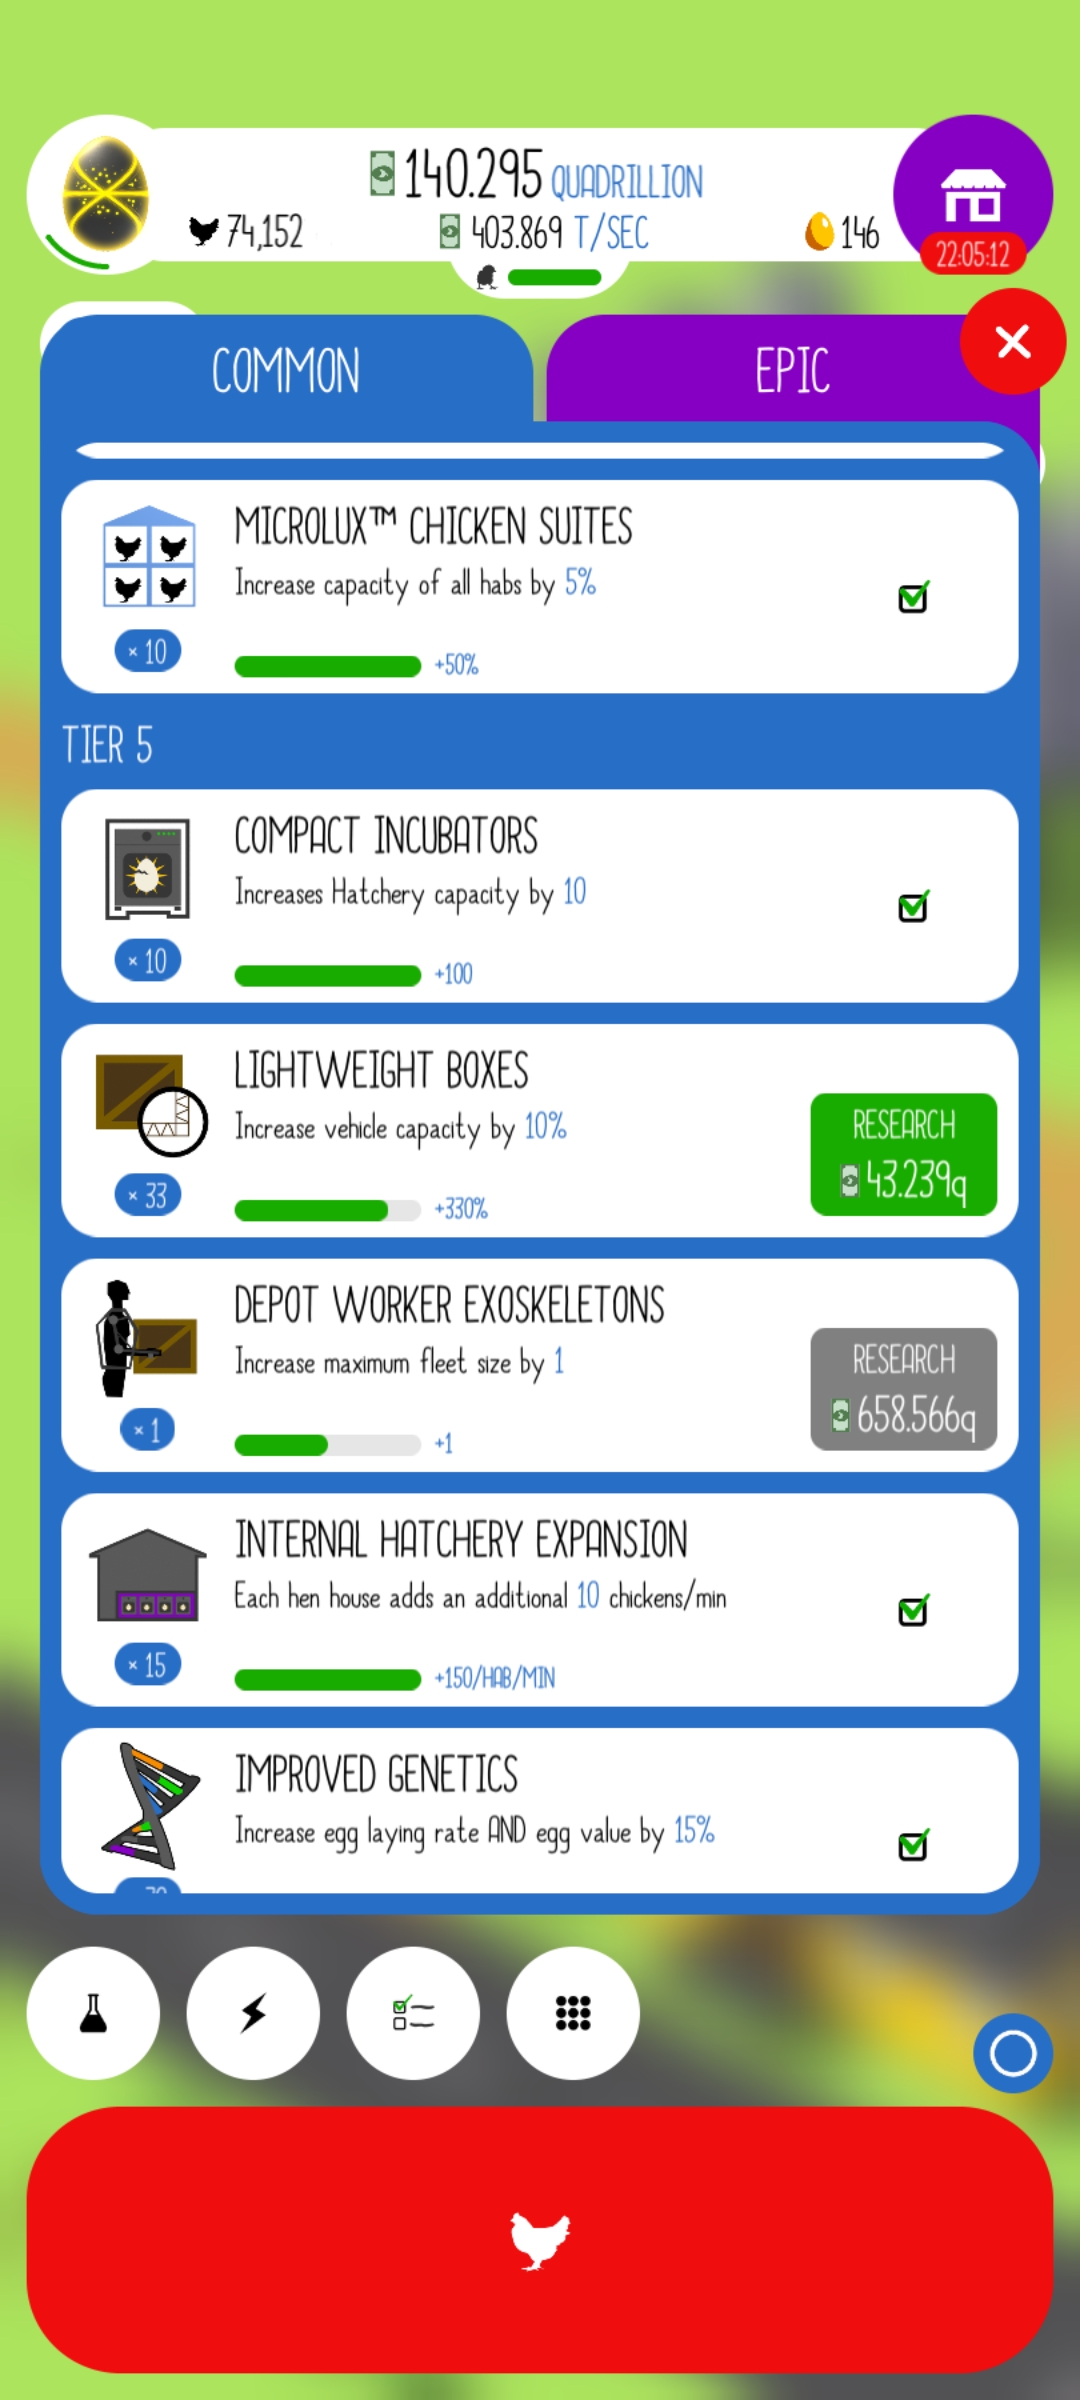 140.295 QUADRILLION
74,152
403.869 T/SEC
146
22:05:12
COMMON
EPIC
MICROLUX™ CHICKEN SUITES
Increase capacity of all habs by 5%
× 10
+50%
TIER 5
COMPACT INCUBATORS
Increases Hatchery capacity by 10
× 10
+100
LIGHTWEIGHT BOXES
Increase vehicle capacity by 10%
RESEARCH
43.239q
× 33
+330%
DEPOT WORKER EXOSKELETONS
Increase maximum fleet size by 1
RESEARCH
658.566q
× 1
+1
INTERNAL HATCHERY EXPANSION
Each hen house adds an additional 10 chickens/min
× 15
+150/HAB/MIN
IMPROVED GENETICS
Increase egg laying rate AND egg value by 15%